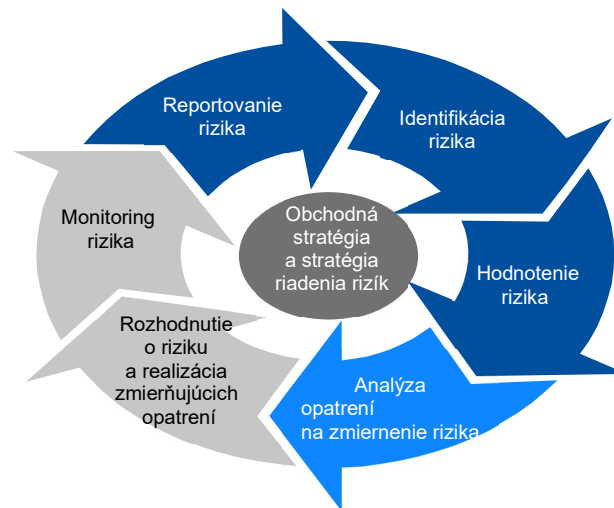 Reportovanie
rizika
Identifikácia
rizika
Hodnotenie
rizika
Analýza
opatrení
na zmiernenie rizika
Rozhodnutie
o riziku
a realizácia
zmierňujúcich
opatrení
Monitoring
rizika
Obchodná
stratégia
a stratégia
riadenia rizík